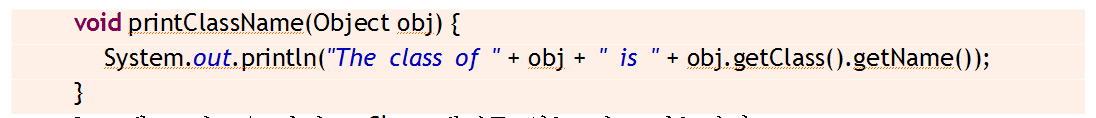 void printClassName(Object obj) {
System.out.println("The class of " + obj + " is " + obj.getClass().getName());
}